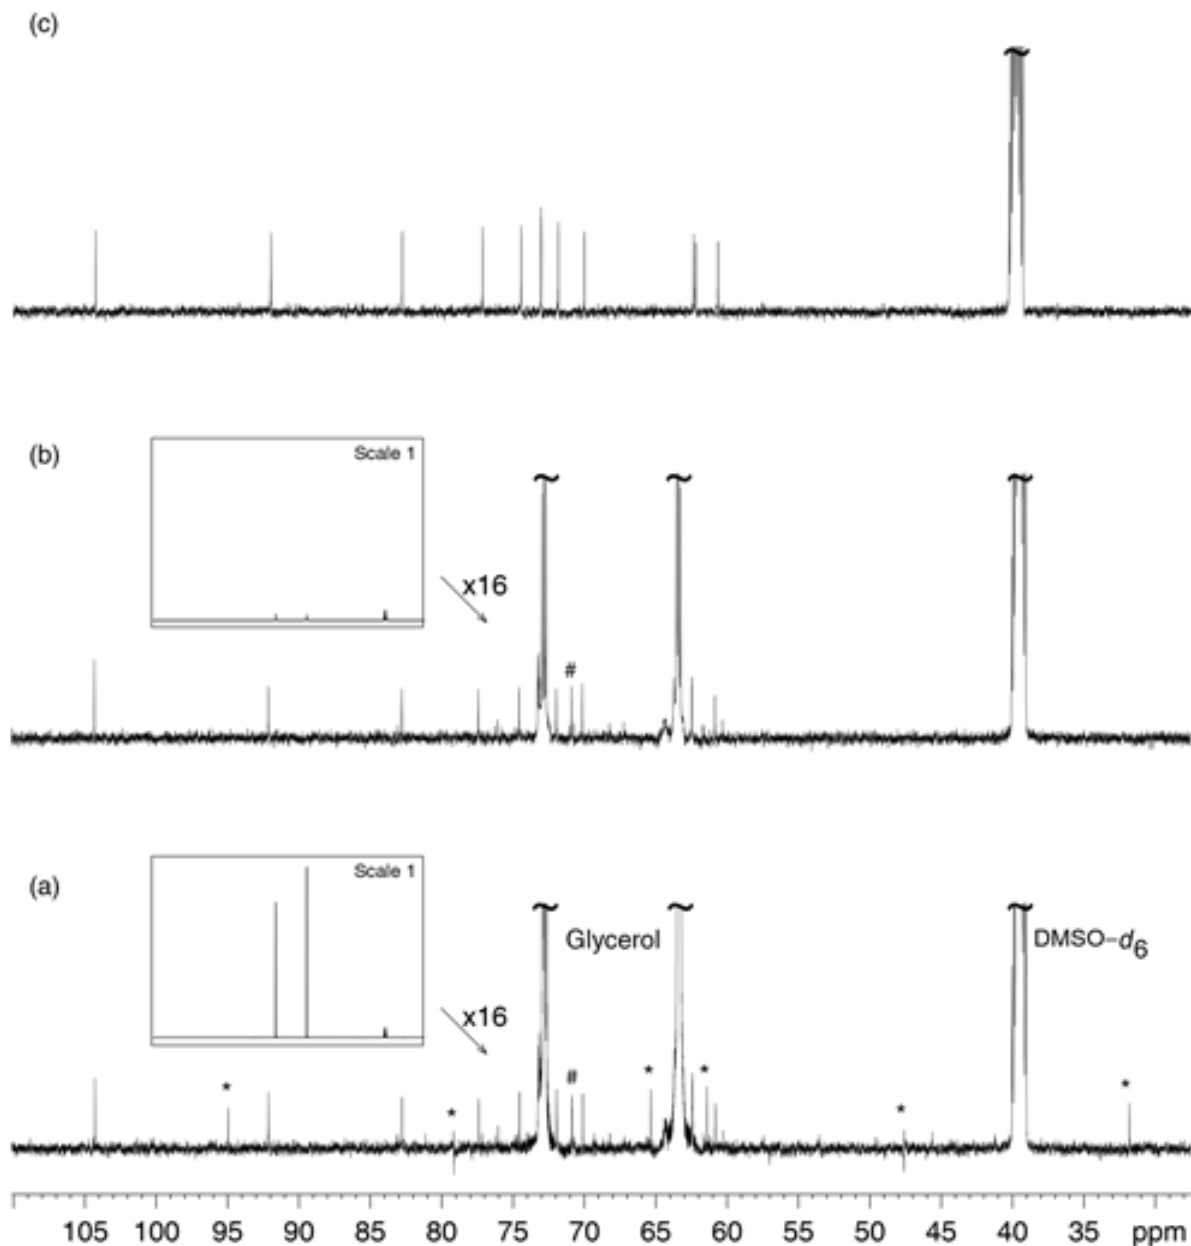 (c)
(b)
Scale 1
x16
#
(a)
Scale 1
Glycerol
DMSO-d6
x16
* * # * * * *
105 100 95 90 85 80 75 70 65 60 55 50 45 40 35 ppm